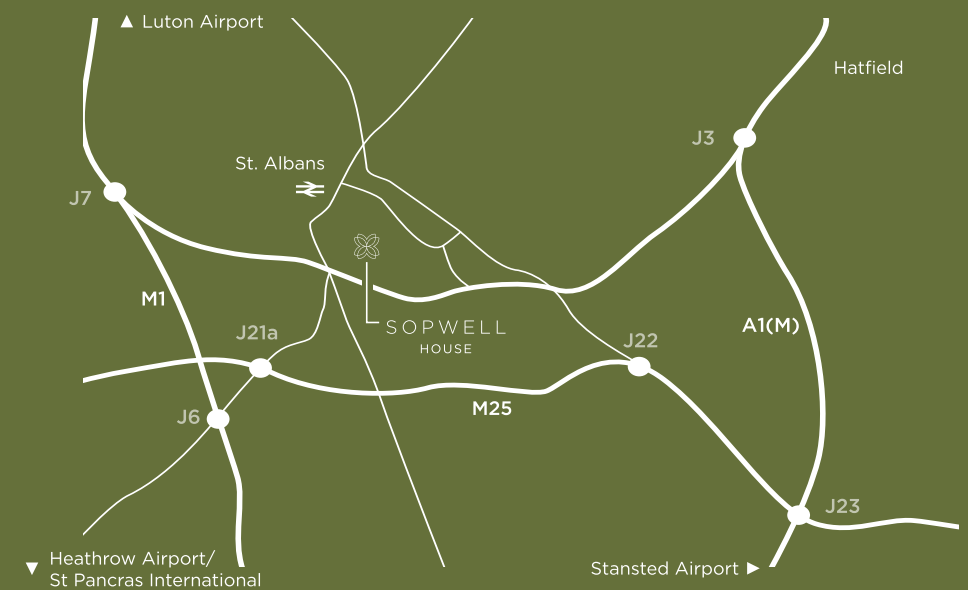 ▲ Luton Airport
Hatfield
J3
St. Albans
J7
M1
SOPWELL
HOUSE
A1(M)
J21a
J22
M25
J6
J23
▼ Heathrow Airport/
St Pancras International
Stansted Airport ►